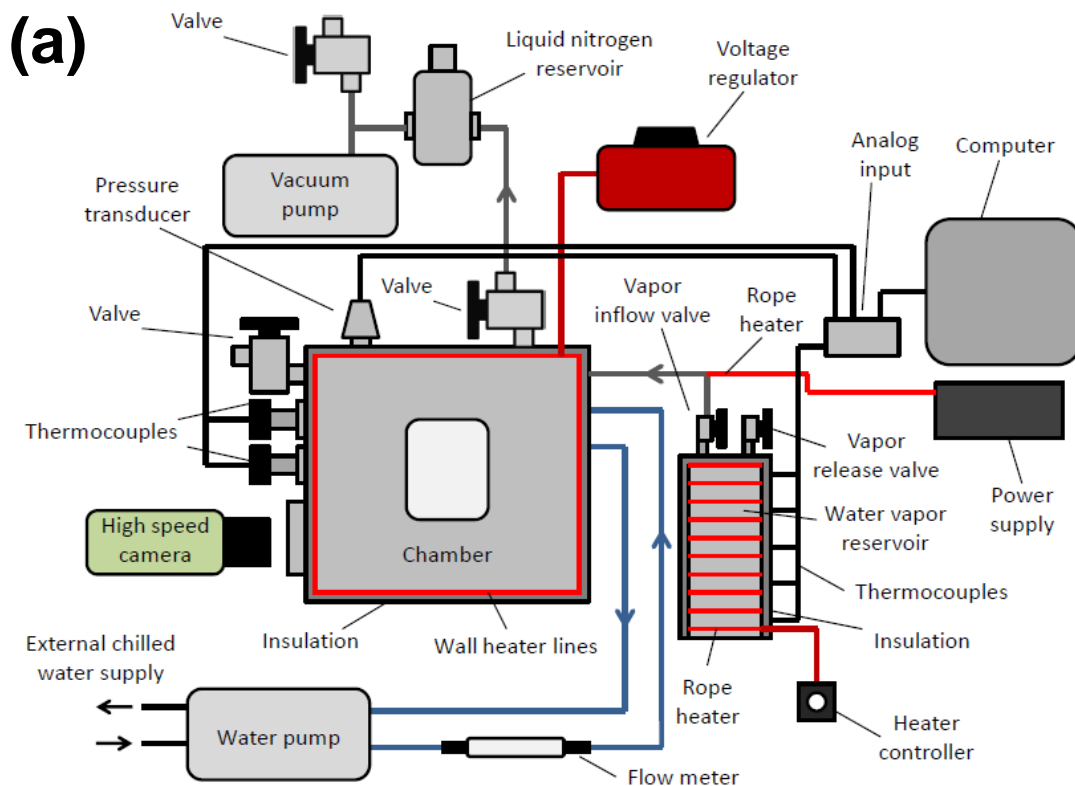 (a)
Valve
Liquid nitrogen
reservoir
Voltage
regulator
Analog
input
Computer
Vacuum
pump
Pressure
transducer
Valve
Valve
Vapor
inflow valve
Rope
heater
Thermocouples
Vapor
release valve
Power
supply
High speed
camera
Chamber
Water vapor
reservoir
Thermocouples
Insulation
Wall heater lines
Insulation
External chilled
water supply
Rope
heater
Water pump
Flow meter
Heater
controller